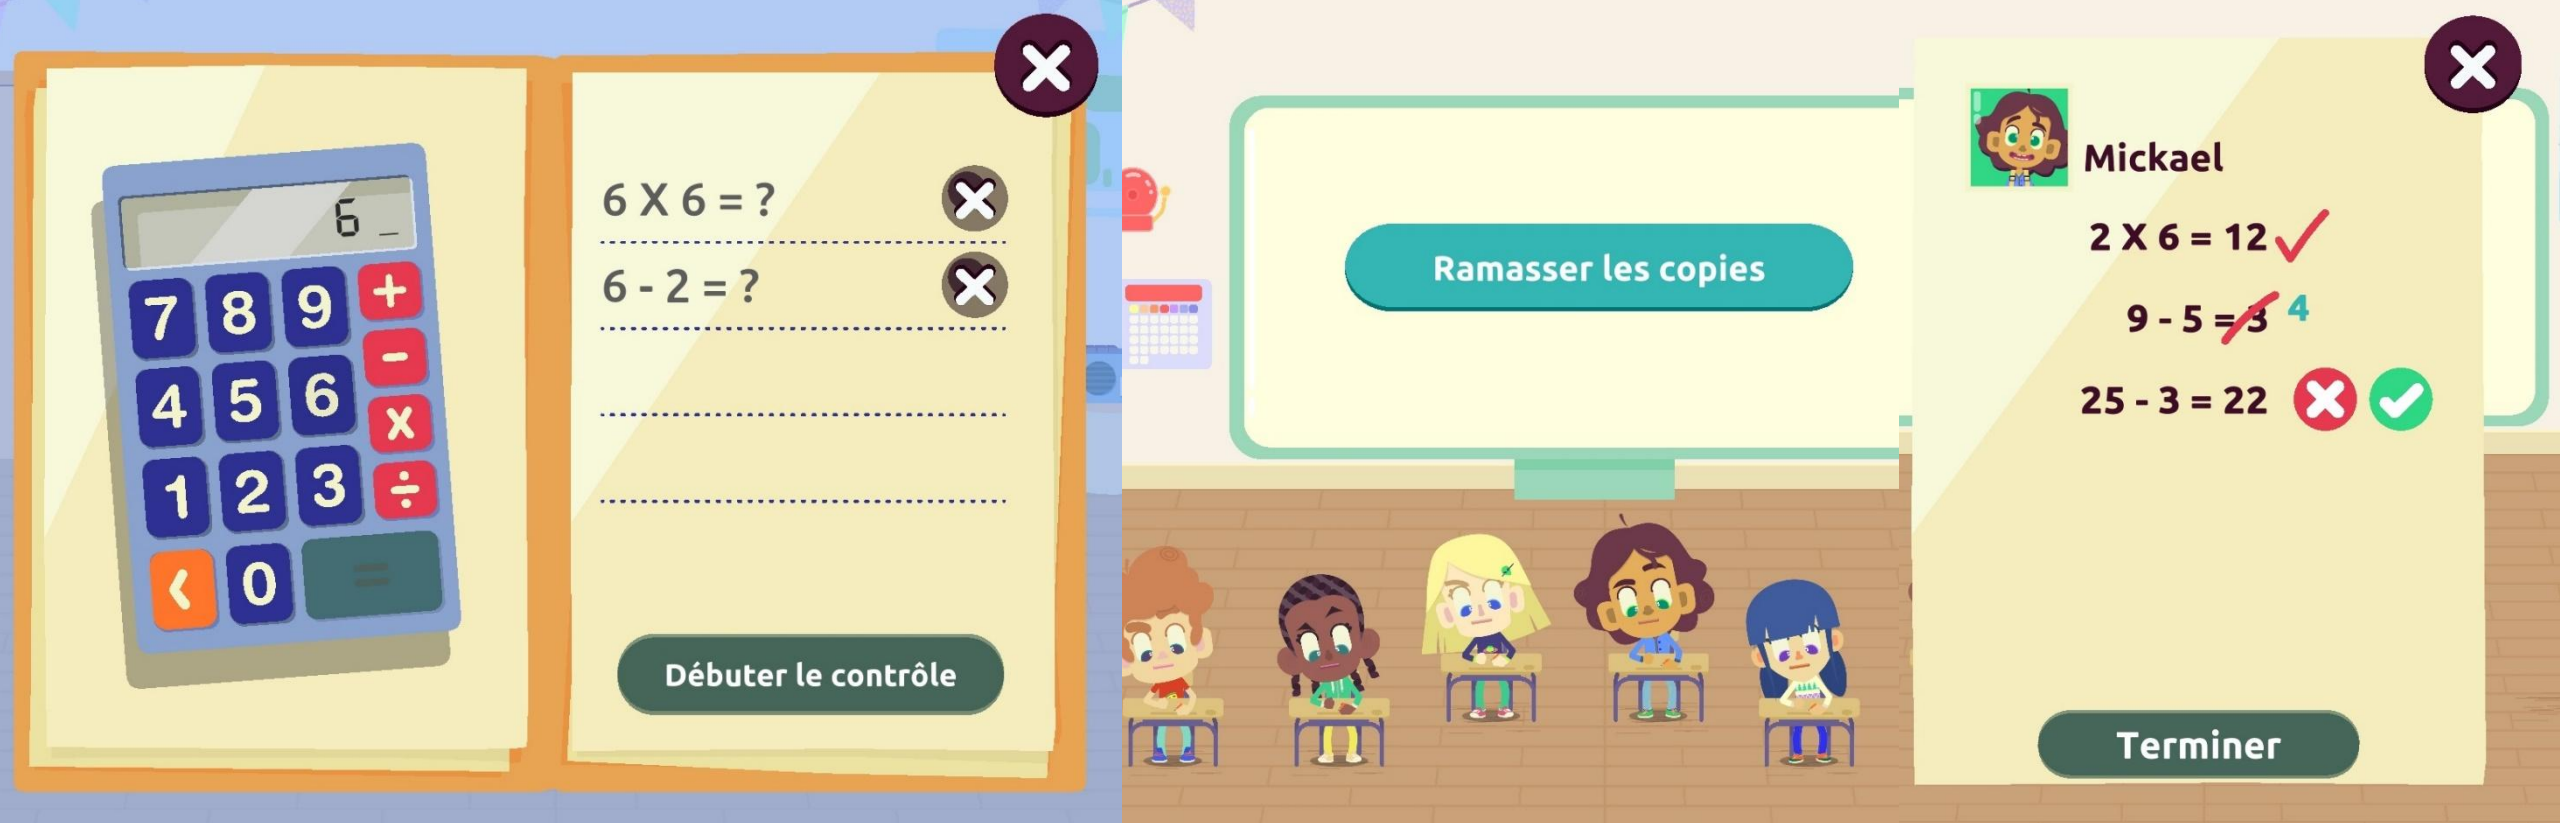 6 _
7 8 9 +
4 5 6 -
1 2 3 x
÷
0 =
6 X 6 = ?
6 - 2 = ?
Débuter le contrôle
Ramasser les copies
Mickael
2 X 6 = 12
9 - 5 = 3 4
25 - 3 = 22
Terminer